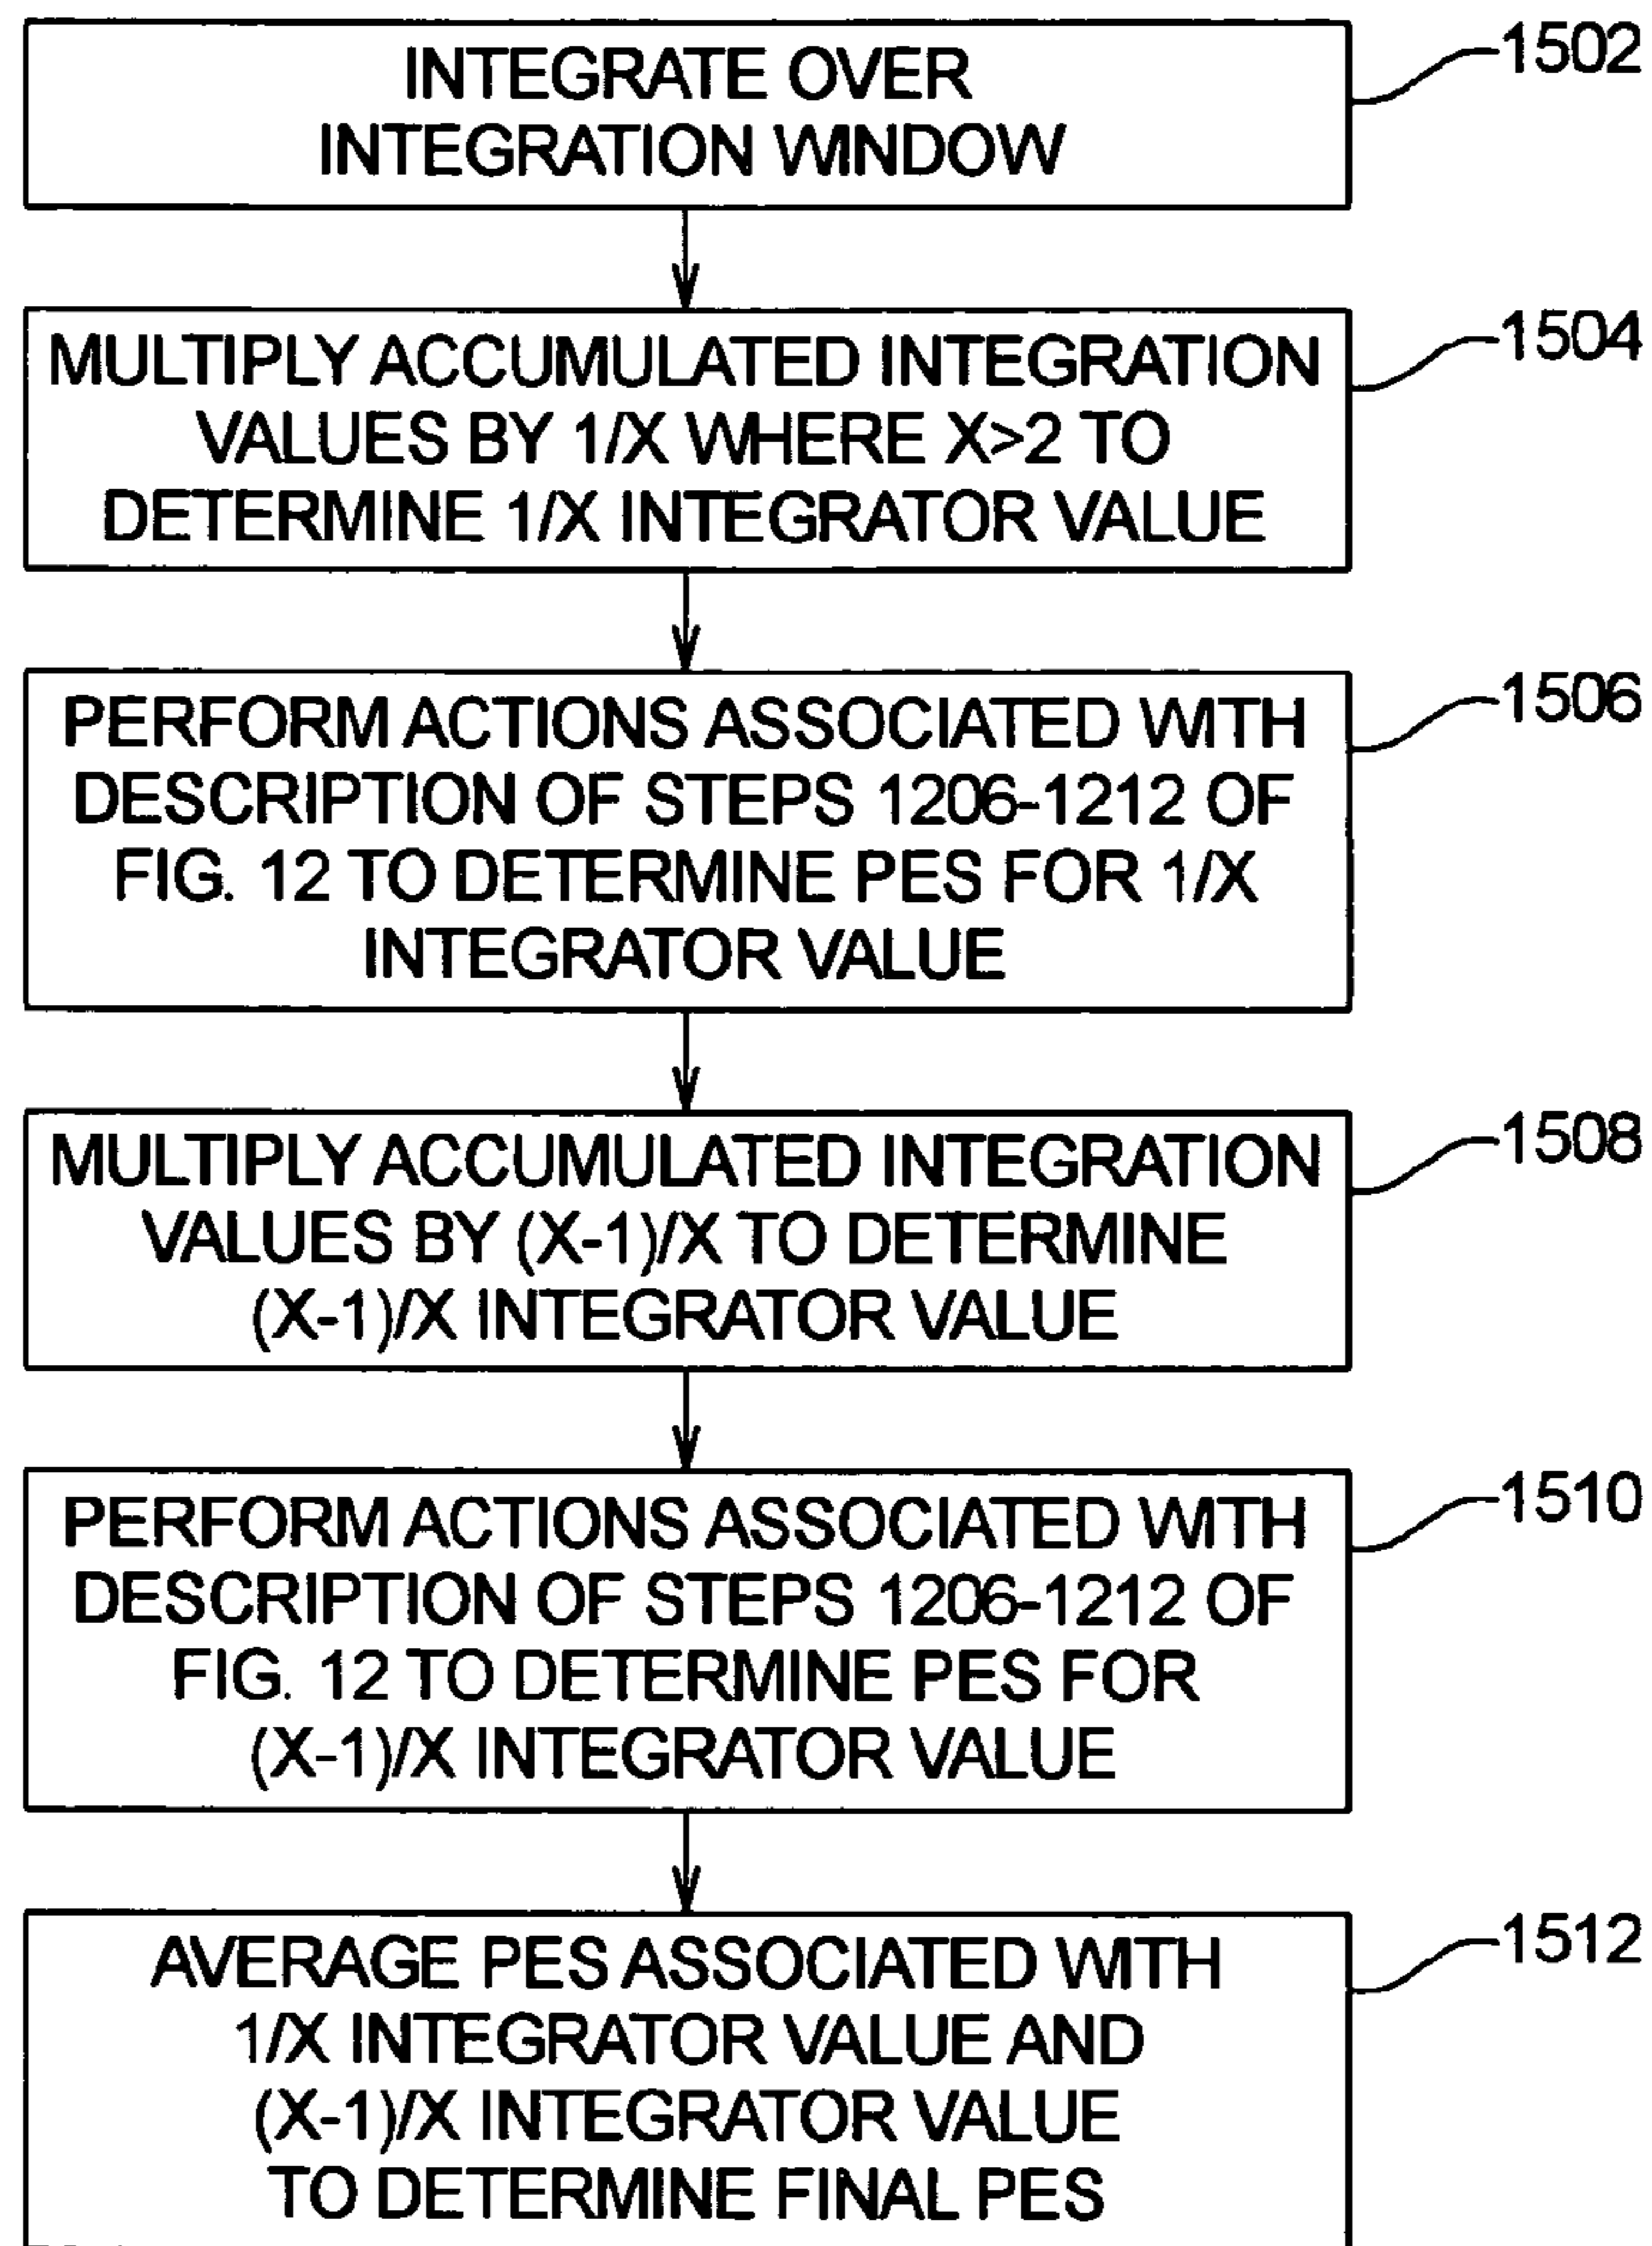 INTEGRATE OVER
INTEGRATION WINDOW
1502
MULTIPLY ACCUMULATED INTEGRATION
VALUES BY 1/X WHERE X>2 TO
DETERMINE 1/X INTEGRATOR VALUE
1504
PERFORM ACTIONS ASSOCIATED WITH
DESCRIPTION OF STEPS 1206-1212 OF
FIG. 12 TO DETERMINE PES FOR 1/X
INTEGRATOR VALUE
1506
MULTIPLY ACCUMULATED INTEGRATION
VALUES BY (X-1)/X TO DETERMINE
(X-1)/X INTEGRATOR VALUE
1508
PERFORM ACTIONS ASSOCIATED WITH
DESCRIPTION OF STEPS 1206-1212 OF
FIG. 12 TO DETERMINE PES FOR
(X-1)/X INTEGRATOR VALUE
1510
AVERAGE PES ASSOCIATED WITH
1/X INTEGRATOR VALUE AND
(X-1)/X INTEGRATOR VALUE
TO DETERMINE FINAL PES
1512